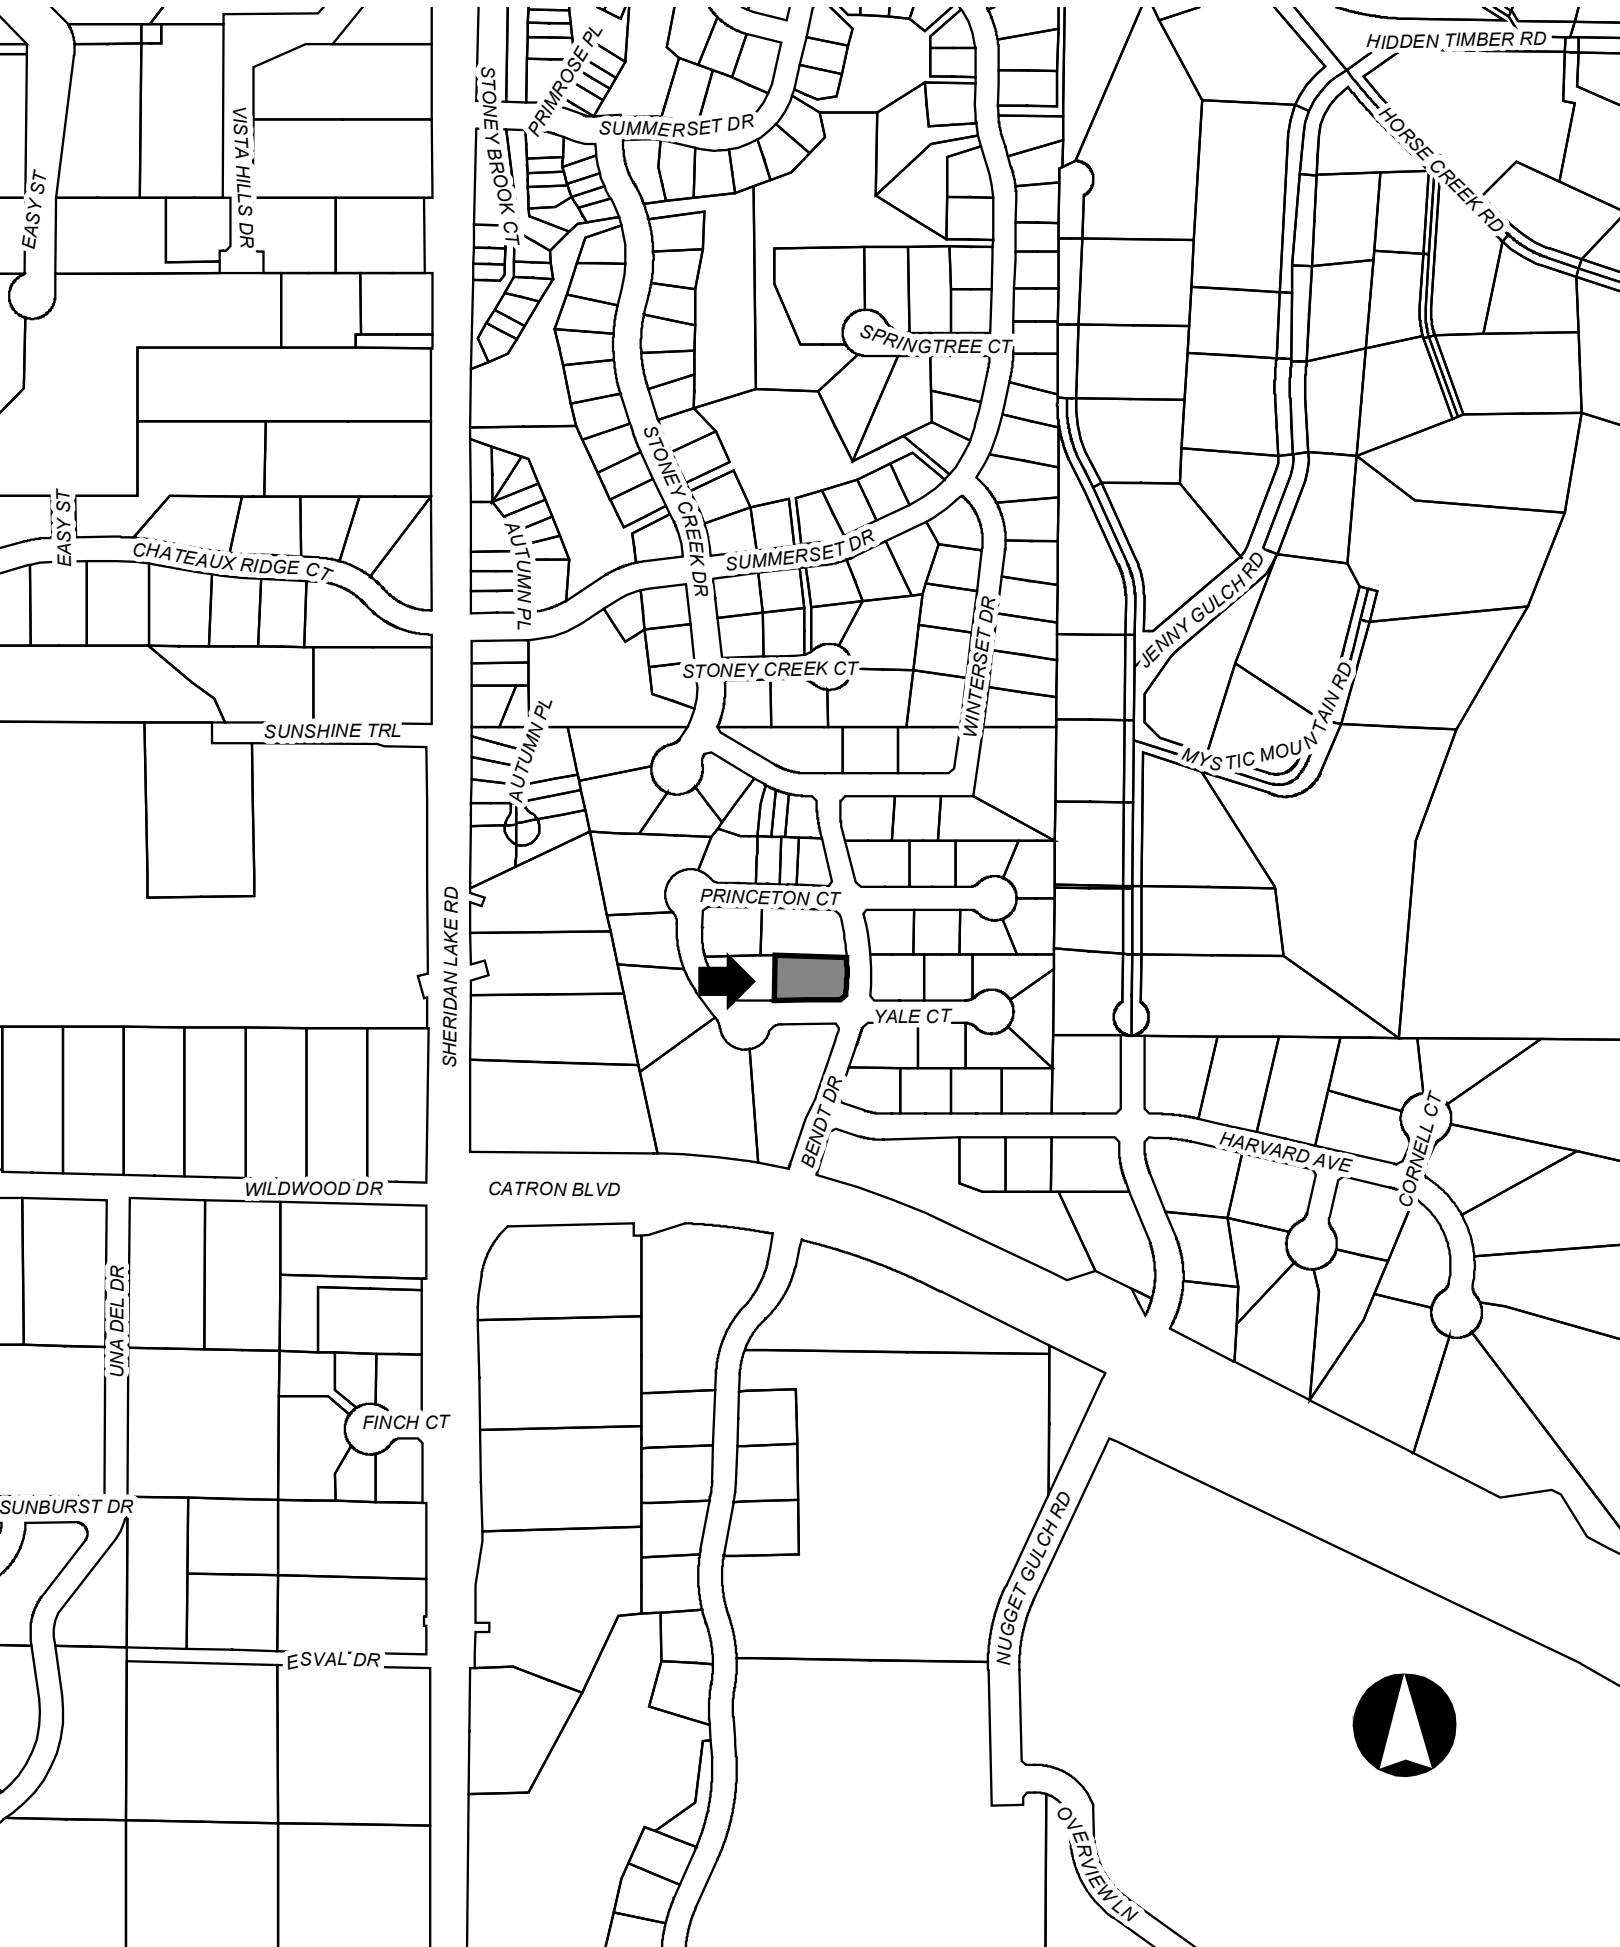 HIDDEN TIMBER RD
PRIMROSE PL
STONEYBROOK CT
VISTA HILLS DR
SUMMERSET DR
HORSE CREEK RD
EASY ST
SPRINGTREE CT
STONEY CREEK DR
EASY ST
AUTUMN PL
CHATEAUX RIDGE CT
SUMMERSET DR
JENNY GULCH RD
WINTERSET DR
STONEY CREEK CT
MYSTIC MOUNTAIN RD
SUNSHINE TRL
AUTUMN PL
PRINCETON CT
SHERIDAN LAKE RD
YALE CT
BENDT DR
HARVARD AVE
CORNELL CT
WILDWOOD DR
CATRON BLVD
UNA DEL DR
FINCH CT
SUNBURST DR
NUGGET GULCH RD
ESVAL DR
OVERVIEW LN